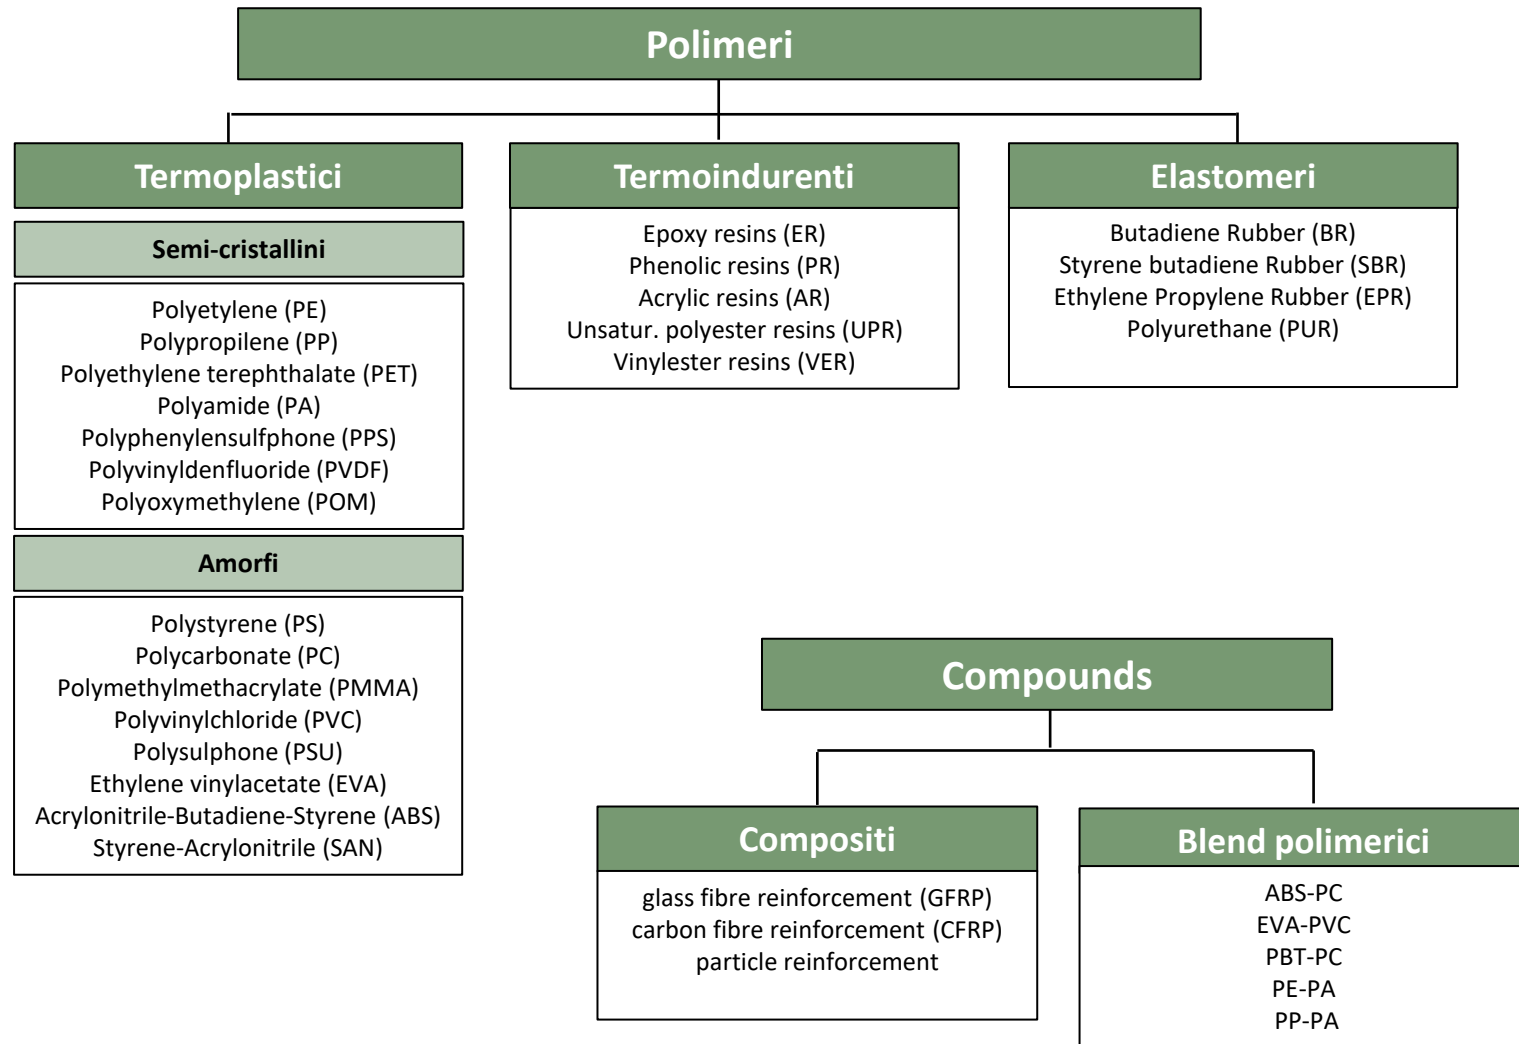 Polimeri
Termoplastici
Semi-cristallini
Polyetylene (PE)
Polypropilene (PP)
Polyethylene terephthalate (PET)
Polyamide (PA)
Polyphenylensulfphone (PPS)
Polyvinyldenfluoride (PVDF)
Polyoxymethylene (POM)
Amorfi
Polystyrene (PS)
Polycarbonate (PC)
Polymethylmethacrylate (PMMA)
Polyvinylchloride (PVC)
Polysulphone (PSU)
Ethylene vinylacetate (EVA)
Acrylonitrile-Butadiene-Styrene (ABS)
Styrene-Acrylonitrile (SAN)
Termoindurenti
Epoxy resins (ER)
Phenolic resins (PR)
Acrylic resins (AR)
Unsatur. polyester resins (UPR)
Vinylester resins (VER)
Elastomeri
Butadiene Rubber (BR)
Styrene butadiene Rubber (SBR)
Ethylene Propylene Rubber (EPR)
Polyurethane (PUR)
Compounds
Compositi
glass fibre reinforcement (GFRP)
carbon fibre reinforcement (CFRP)
particle reinforcement
Blend polimerici
ABS-PC
EVA-PVC
PBT-PC
PE-PA
PP-PA